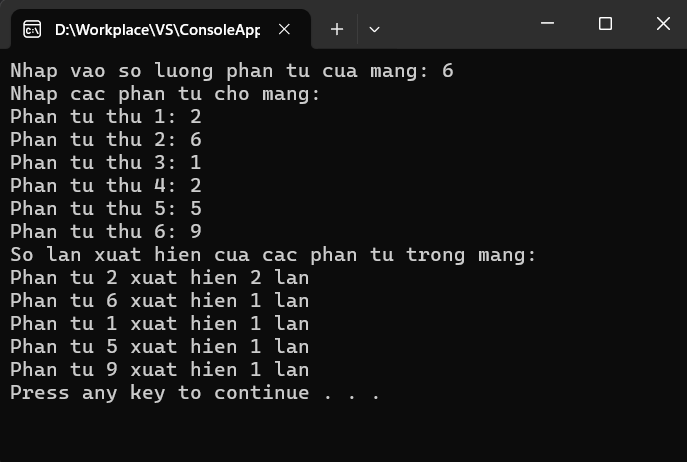 D:\Workplace\VS\ConsoleApp
Nhap vao so luong phan tu cua mang: 6
Nhap cac phan tu cho mang:
Phan tu thu 1: 2
Phan tu thu 2: 6
Phan tu thu 3: 1
Phan tu thu 4: 2
Phan tu thu 5: 5
Phan tu thu 6: 9
So lan xuat hien cua cac phan tu trong mang:
Phan tu 2 xuat hien 2 lan
Phan tu 6 xuat hien 1 lan
Phan tu 1 xuat hien 1 lan
Phan tu 5 xuat hien 1 lan
Phan tu 9 xuat hien 1 lan
Press any key to continue . . .